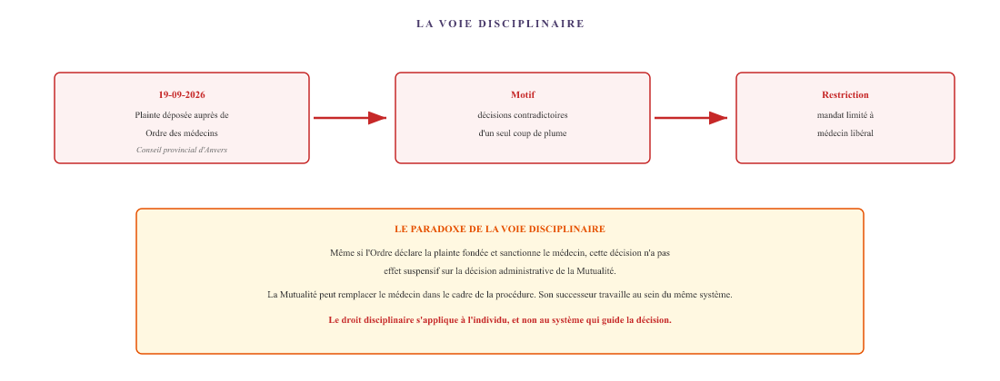 LA VOIE DISCIPLINAIRE
19-09-2026
Plainte déposée auprès de
Ordre des médecins
Conseil provincial d'Anvers
Motif
décisions contradictoires
d'un seul coup de plume
Restriction
mandat limité à
médecin libéral
LE PARADOXE DE LA VOIE DISCIPLINAIRE
Même si l'Ordre déclare la plainte fondée et sanctionne le médecin, cette décision n'a pas
effet suspensif sur la décision administrative de la Mutualité.
La Mutualité peut remplacer le médecin dans le cadre de la procédure. Son successeur travaille au sein du même système.
Le droit disciplinaire s'applique à l'individu, et non au système qui guide la décision.